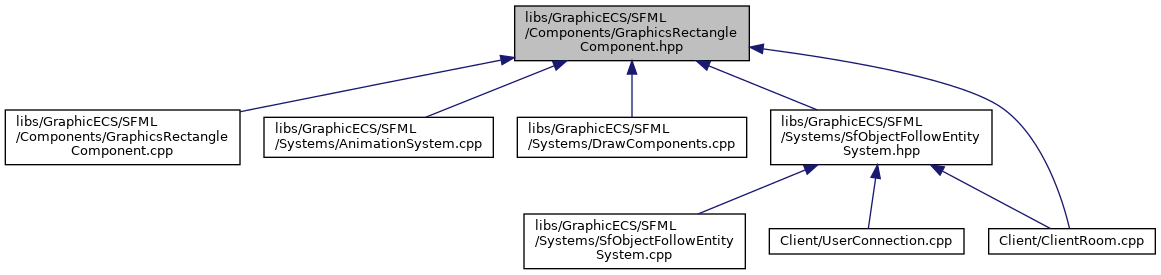 libs/GraphicECS/SFML
/Components/GraphicsRectangle
Component.hpp
libs/GraphicECS/SFML
/Components/GraphicsRectangle
Component.cpp
libs/GraphicECS/SFML
/Systems/AnimationSystem.cpp
libs/GraphicECS/SFML
/Systems/DrawComponents.cpp
libs/GraphicECS/SFML
/Systems/SfObjectFollowEntity
System.hpp
libs/GraphicECS/SFML
/Systems/SfObjectFollowEntity
System.cpp
Client/UserConnection.cpp
Client/ClientRoom.cpp